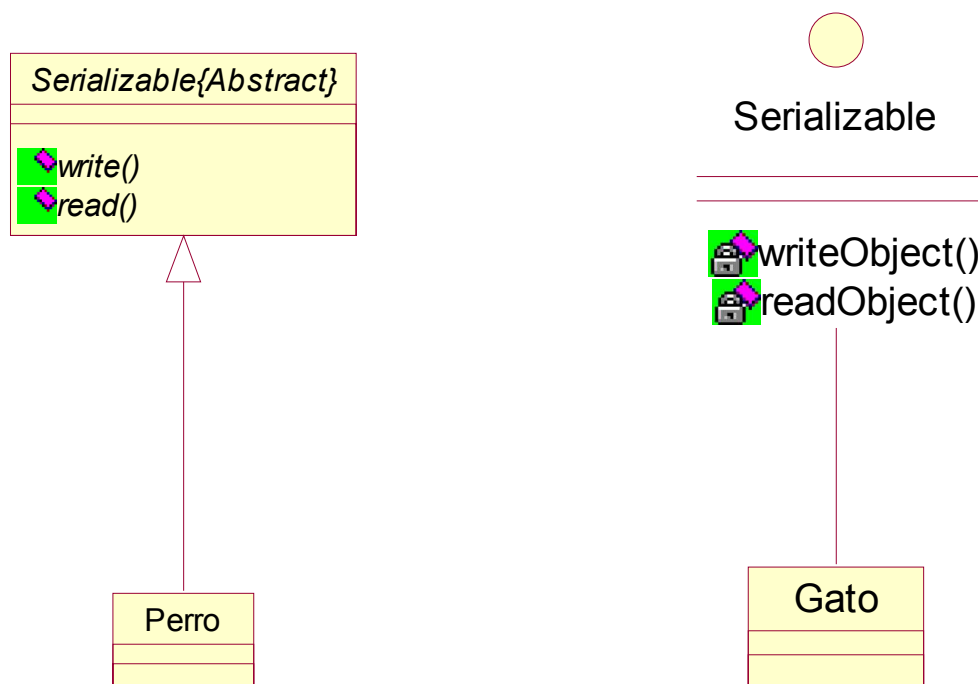 Serializable{Abstract}
write()
read()
Perro
Serializable
writeObject()
readObject()
Gato